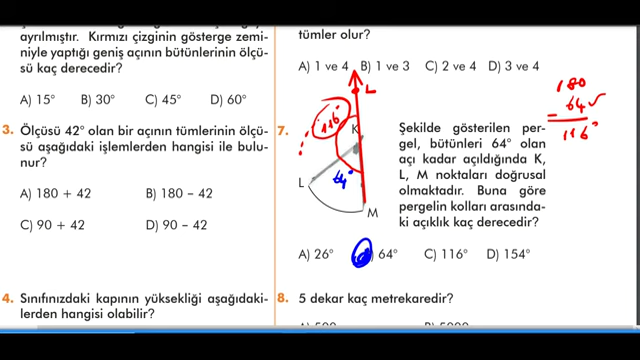 ayrılmıştır. Kırmızı çizginin gösterge zemi-
niyle yaptığı geniş açının bütünlerinin ölçü-
sü kaç derecedir?
A) 15° B) 30° C) 45° D) 60°
3. Ölçüsü 42° olan bir açının tümlerinin ölçü-
sü aşağıdaki işlemlerden hangisi ile bulu-
nur?
A) 180 + 42 B) 180 – 42
C) 90 + 42 D) 90 – 42
4. Sınıfınızdaki kapının yüksekliği aşağıdaki-
lerden hangisi olabilir?
tümler olur?
A) 1 ve 4 B) 1 ve 3 C) 2 ve 4 D) 3 ve 4
L
180
64
116°
7.
116°
K
64°
L
M
Şekilde gösterilen per-
gel, bütünleri 64° olan
açı kadar açıldığında K,
L, M noktaları doğrusal
olmaktadır. Buna göre
pergelin kolları arasında-
ki açıklık kaç derecedir?
A) 26° ) 64° C) 116° D) 154°
8. 5 dekar kaç metrekaredir?